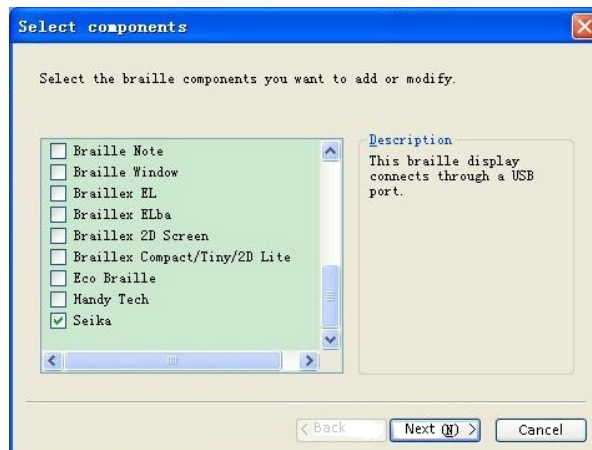 Select components
Select the braille components you want to add or modify.
Braille Note
Braille Window
Braillex EL
Braillex ELba
Braillex 2D Screen
Braillex Compact/Tiny/2D Lite
Eco Braille
Handy Tech
Seika
Description
This braille display
connects through a USB
port.
< Back
Next (N) >
Cancel